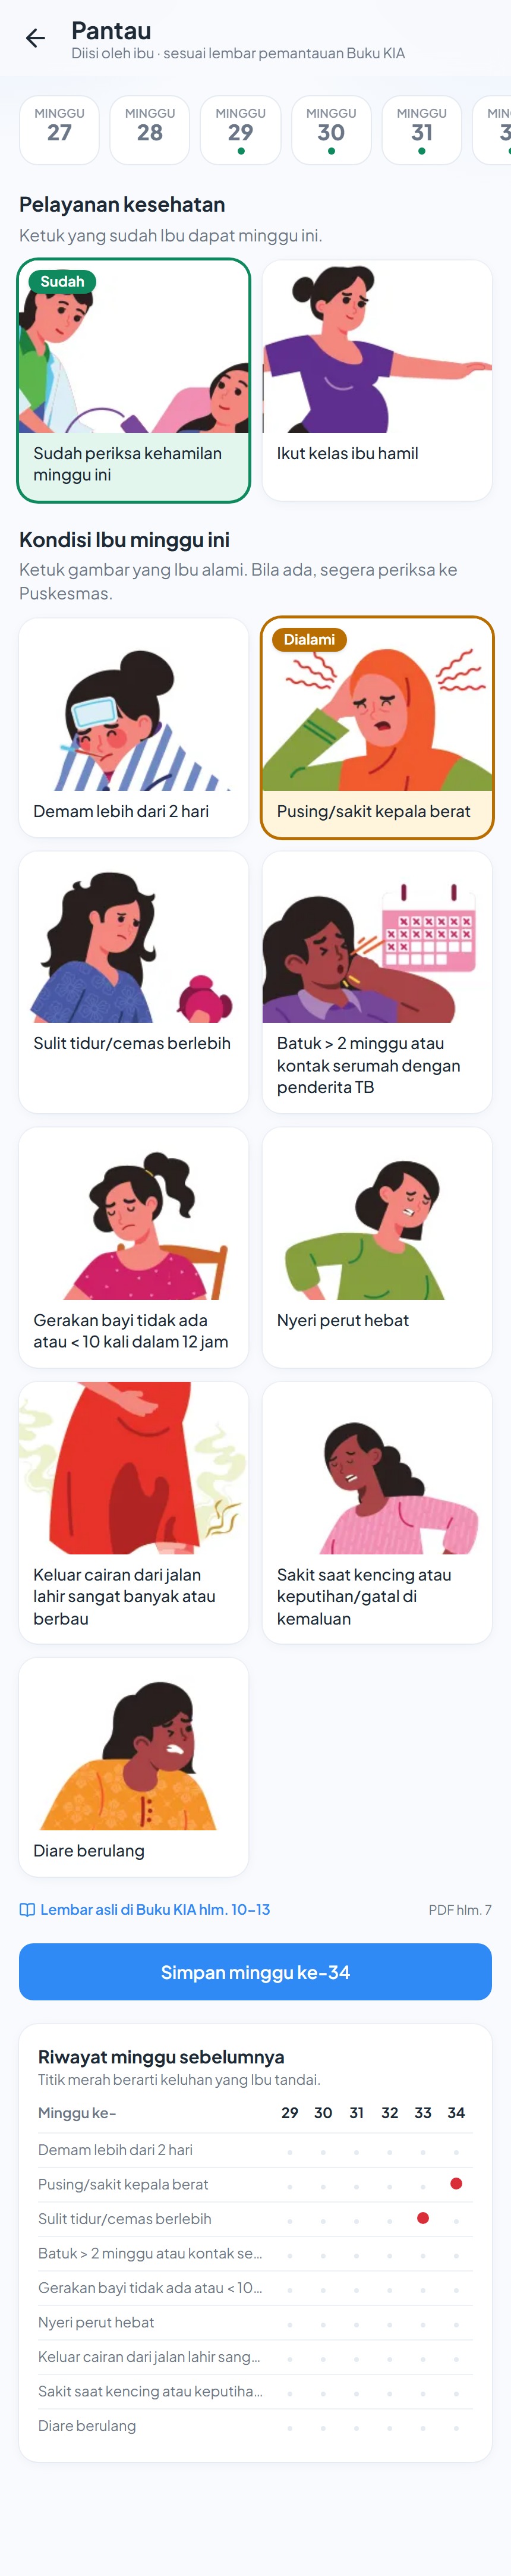 Pantau
Diisi oleh ibu · sesuai lembar pemantauan Buku KIA
MINGGU
27
MINGGU
28
MINGGU
29
MINGGU
30
MINGGU
31
Pelayanan kesehatan
Ketuk yang sudah Ibu dapat minggu ini.
Sudah
Sudah periksa kehamilan
minggu ini
Ikut kelas ibu hamil
Kondisi Ibu minggu ini
Ketuk gambar yang Ibu alami. Bila ada, segera periksa ke
Puskesmas.
Demam lebih dari 2 hari
Dialami
Pusing/sakit kepala berat
Sulit tidur/cemas berlebih
Batuk > 2 minggu atau
kontak serumah dengan
penderita TB
Gerakan bayi tidak ada
atau < 10 kali dalam 12 jam
Nyeri perut hebat
Keluar cairan dari jalan
lahir sangat banyak atau
berbau
Sakit saat kencing atau
keputihan/gatal di
kemaluan
Diare berulang
Lembar asli di Buku KIA hlm. 10–13
PDF hlm. 7
Simpan minggu ke-34
Riwayat minggu sebelumnya
Titik merah berarti keluhan yang Ibu tandai.
Minggu ke- 29 30 31 32 33 34
Demam lebih dari 2 hari
Pusing/sakit kepala berat
Sulit tidur/cemas berlebih
Batuk > 2 minggu atau kontak se...
Gerakan bayi tidak ada atau < 10...
Nyeri perut hebat
Keluar cairan dari jalan lahir sang...
Sakit saat kencing atau keputiha...
Diare berulang